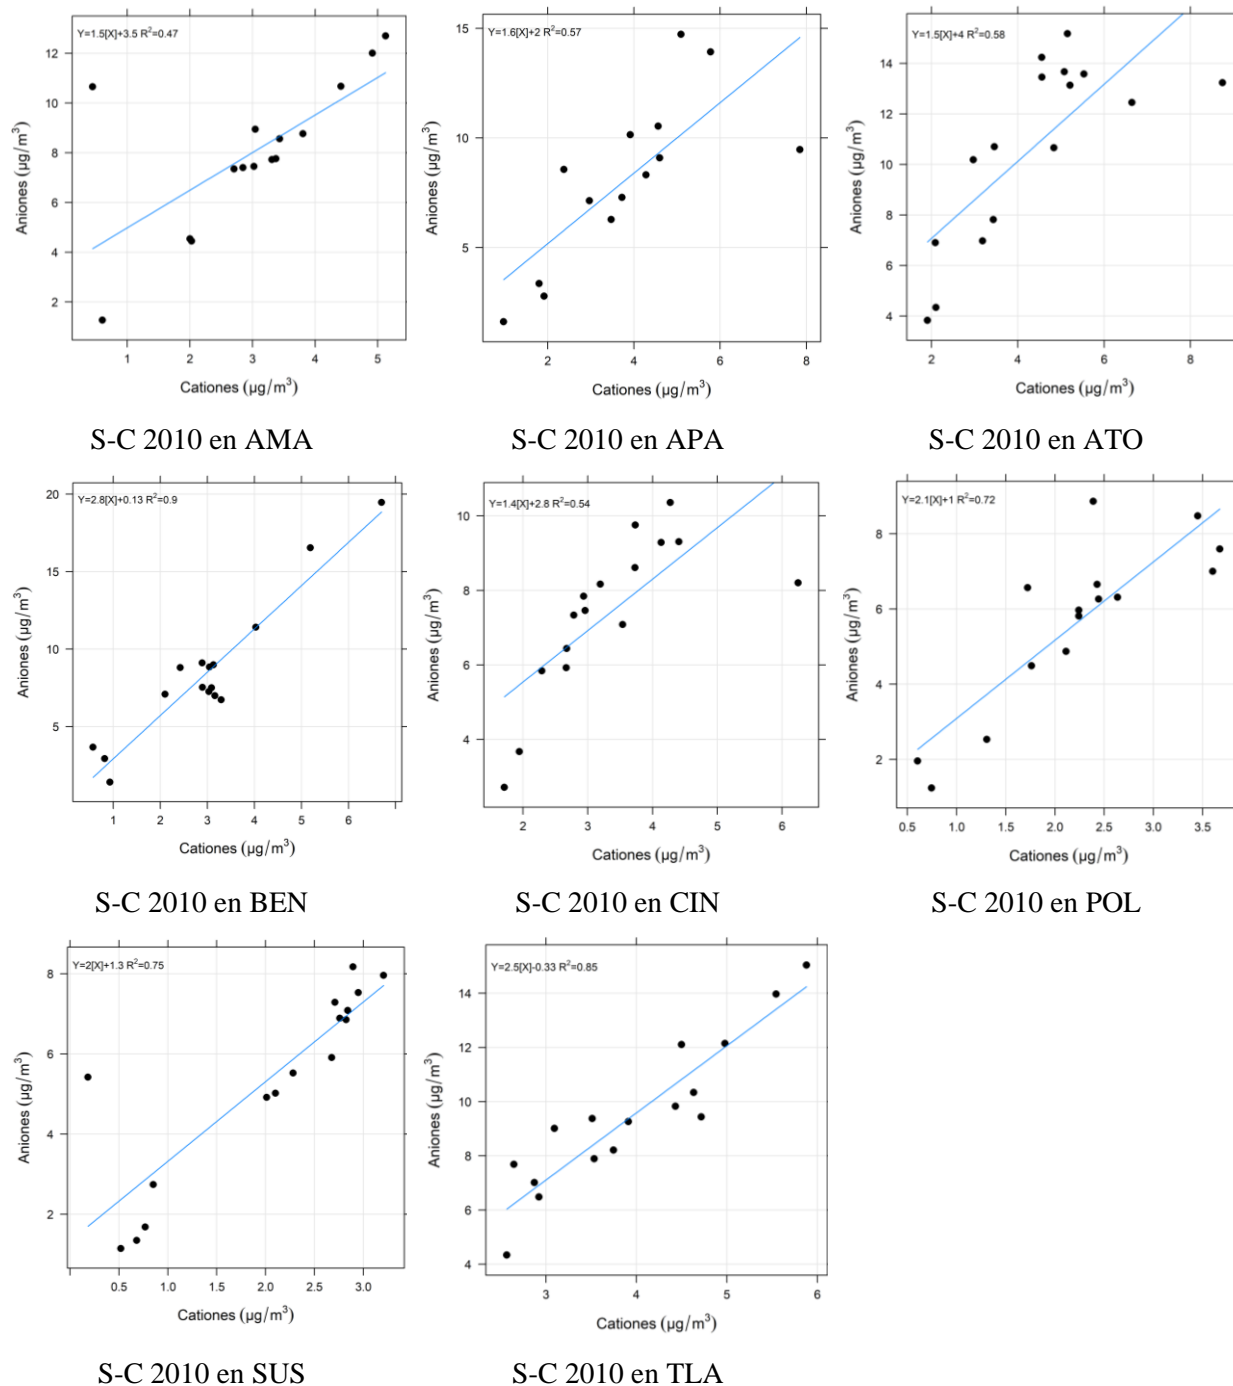 Y=1.5[X]+3.5 R²=0.47
12
10
8
6
4
2
Aniones (µg/m³)
1 2 3 4 5
Cationes (µg/m³)
S-C 2010 en AMA
Y=1.6[X]+2 R²=0.57
15
10
5
Aniones (µg/m³)
2 4 6 8
Cationes (µg/m³)
S-C 2010 en APA
Y=1.5[X]+4 R²=0.58
14
12
10
8
6
4
Aniones (µg/m³)
2 4 6 8
Cationes (µg/m³)
S-C 2010 en ATO
Y=2.8[X]+0.13 R²=0.9
20
15
10
5
Aniones (µg/m³)
1 2 3 4 5 6
Cationes (µg/m³)
S-C 2010 en BEN
Y=1.4[X]+2.8 R²=0.54
10
8
6
4
Aniones (µg/m³)
2 3 4 5 6
Cationes (µg/m³)
S-C 2010 en CIN
Y=2.1[X]+1 R²=0.72
8
6
4
2
Aniones (µg/m³)
0.5 1.0 1.5 2.0 2.5 3.0 3.5
Cationes (µg/m³)
S-C 2010 en POL
Y=2[X]+1.3 R²=0.75
8
6
4
2
Aniones (µg/m³)
0.5 1.0 2.0 2.5 3.0
Cationes (µg/m³)
S-C 2010 en SUS
Y=2.5[X]-0.33 R²=0.85
14
12
10
8
6
4
Aniones (µg/m³)
3 4 5 6
Cationes (µg/m³)
S-C 2010 en TLA